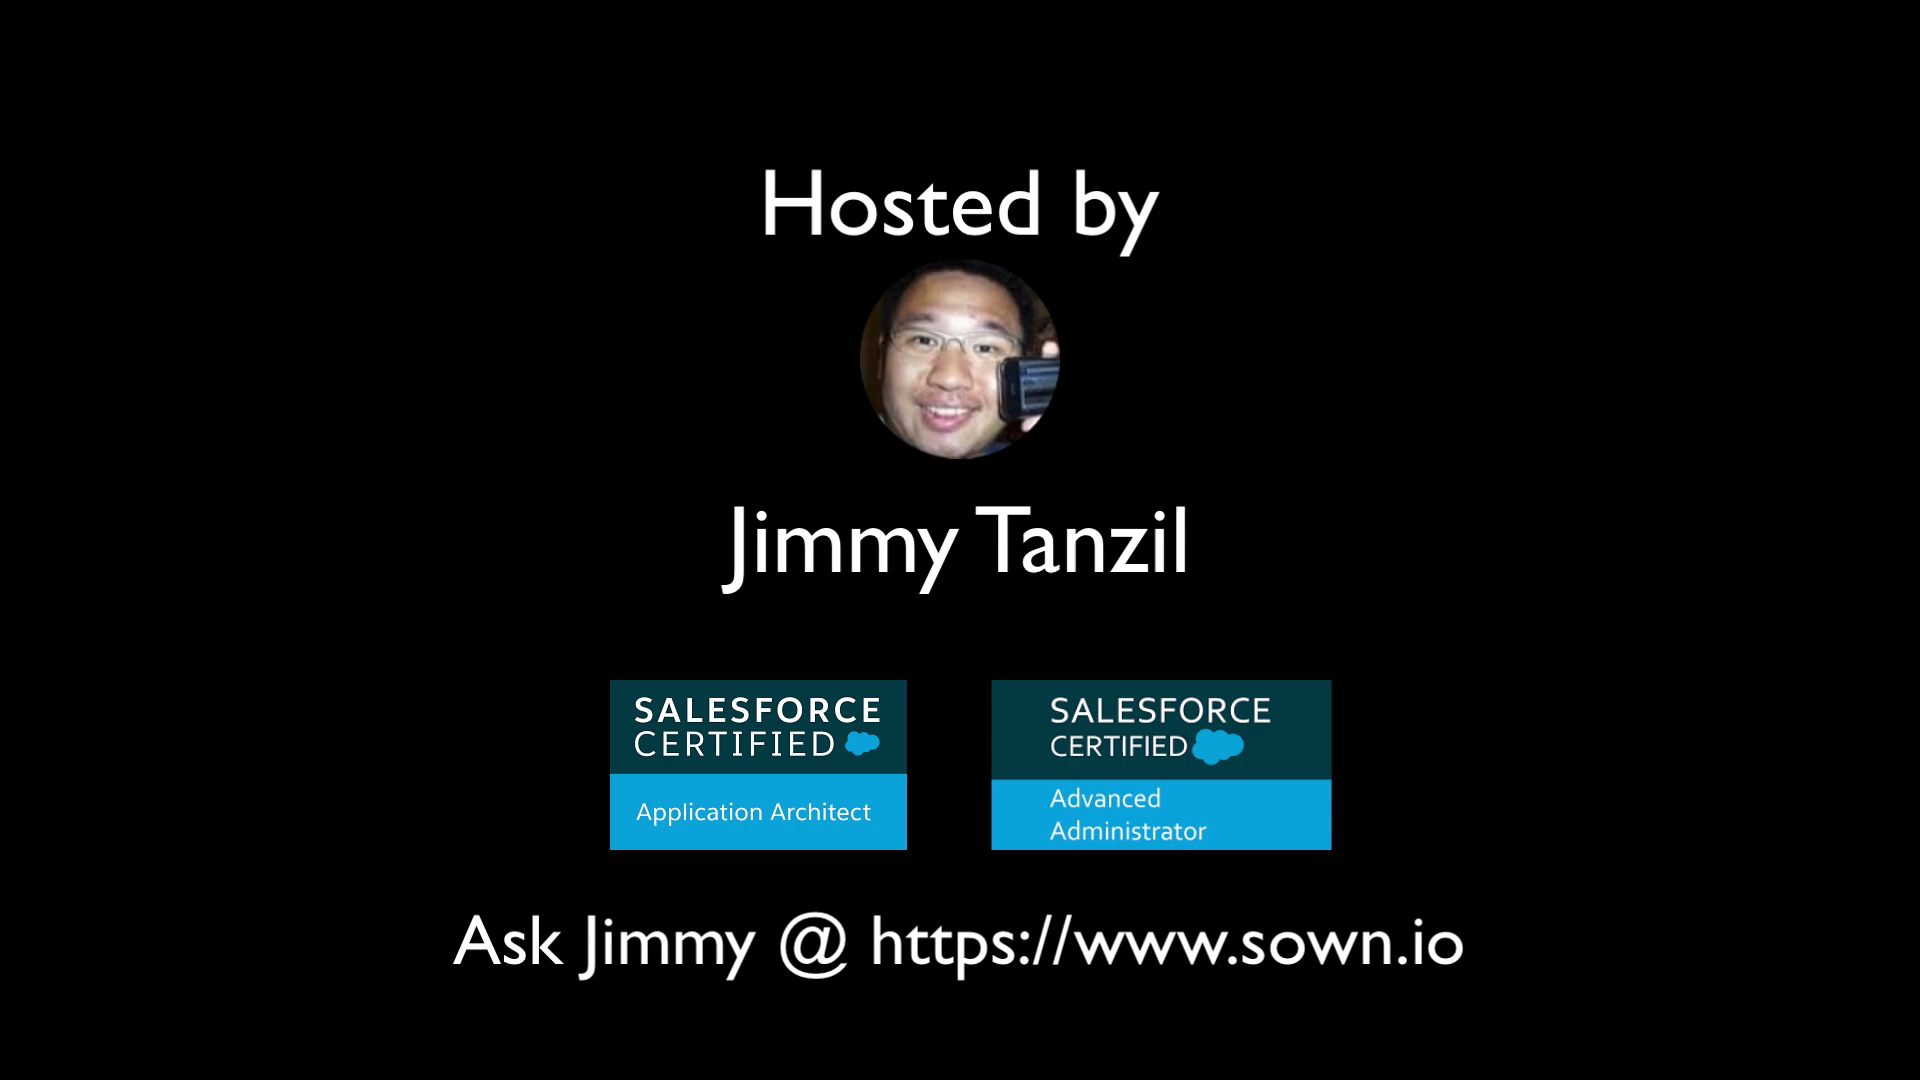 Hosted by
Jimmy Tanzil
SALESFORCE
CERTIFIED
Application Architect
SALESFORCE
CERTIFIED
Advanced
Administrator
Ask Jimmy @ https://www.sown.io